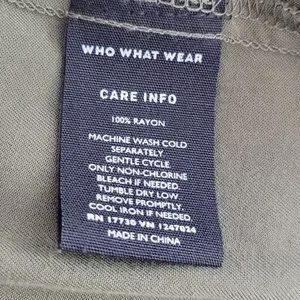 WHO WHAT WEAR
CARE INFO
100% RAYON
MACHINE WASH COLD
SEPARATELY.
GENTLE CYCLE.
ONLY NON-CHLORINE
BLEACH IF NEEDED.
TUMBLE DRY LOW
REMOVE PROMPTLY.
COOL IRON IF NEEDED.
RN 17730 VN 1247024
MADE IN CHINA